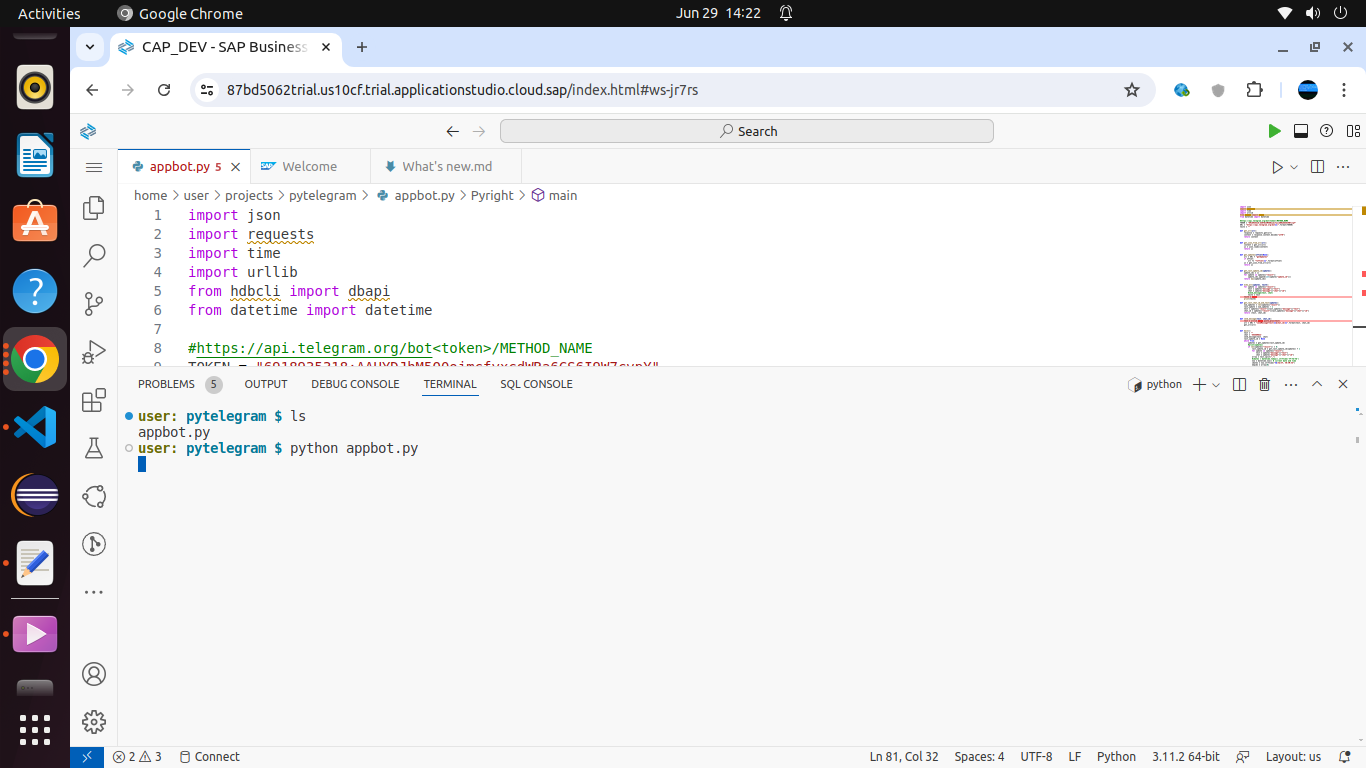 Activities
Google Chrome
Jun 29 14:22
CAP_DEV - SAP Business
87bd5062trial.us10cf.trial.applicationstudio.cloud.sap/index.html#ws-jr7rs
Search
appbot.py 5
Welcome
What's new.md
home > user > projects > pytelegram > appbot.py > Pyright > main
1 import json
2 import requests
3 import time
4 import urllib
5 from hdbcli import dbapi
6 from datetime import datetime
7
8 #https://api.telegram.org/bot<token>/METHOD_NAME
PROBLEMS 5 OUTPUT DEBUG CONSOLE TERMINAL SQL CONSOLE
python
user: pytelegram $ ls
appbot.py
user: pytelegram $ python appbot.py
2 3 Connect
Ln 81, Col 32 Spaces: 4 UTF-8 LF Python 3.11.2 64-bit Layout: us